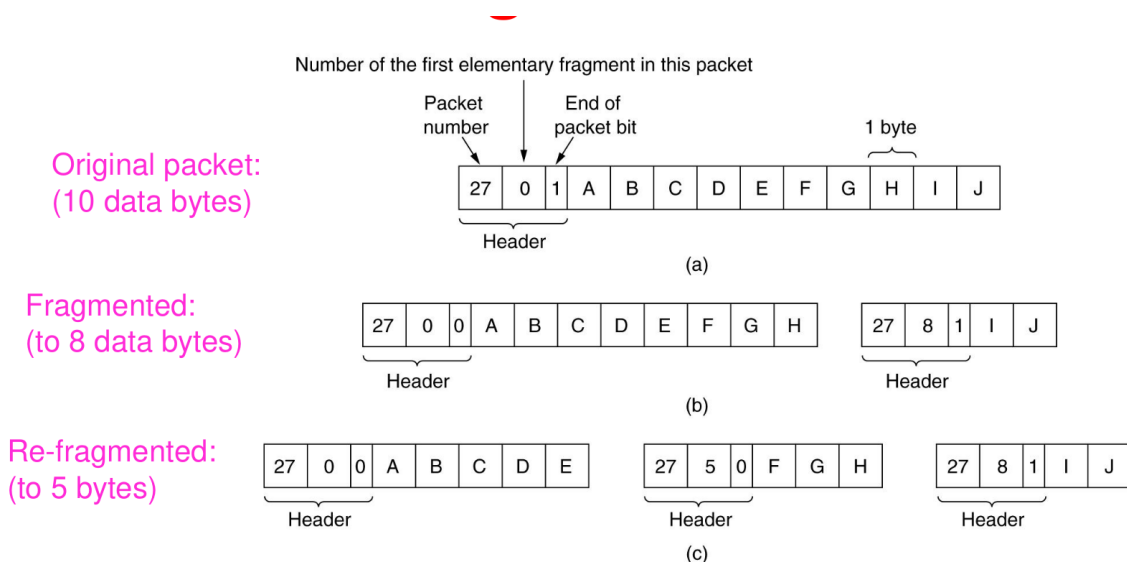 Number of the first elementary fragment in this packet
Packet number
End of packet bit
1 byte
Original packet:
(10 data bytes)
27 0 1 A B C D E F G H I J
Header
(a)
Fragmented:
(to 8 data bytes)
27 0 0 A B C D E F G H
27 8 1 I J
Header
Header
(b)
Re-fragmented:
(to 5 bytes)
27 0 0 A B C D E
27 5 0 F G H
27 8 1 I J
Header
Header
Header
(c)